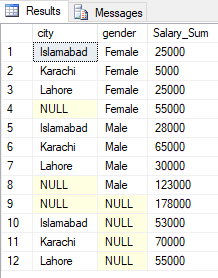 Results Messages
city gender Salary_Sum
1 Islamabad Female 25000
2 Karachi Female 5000
3 Lahore Female 25000
4 NULL Female 55000
5 Islamabad Male 28000
6 Karachi Male 65000
7 Lahore Male 30000
8 NULL Male 123000
9 NULL NULL 178000
10 Islamabad NULL 53000
11 Karachi NULL 70000
12 Lahore NULL 55000